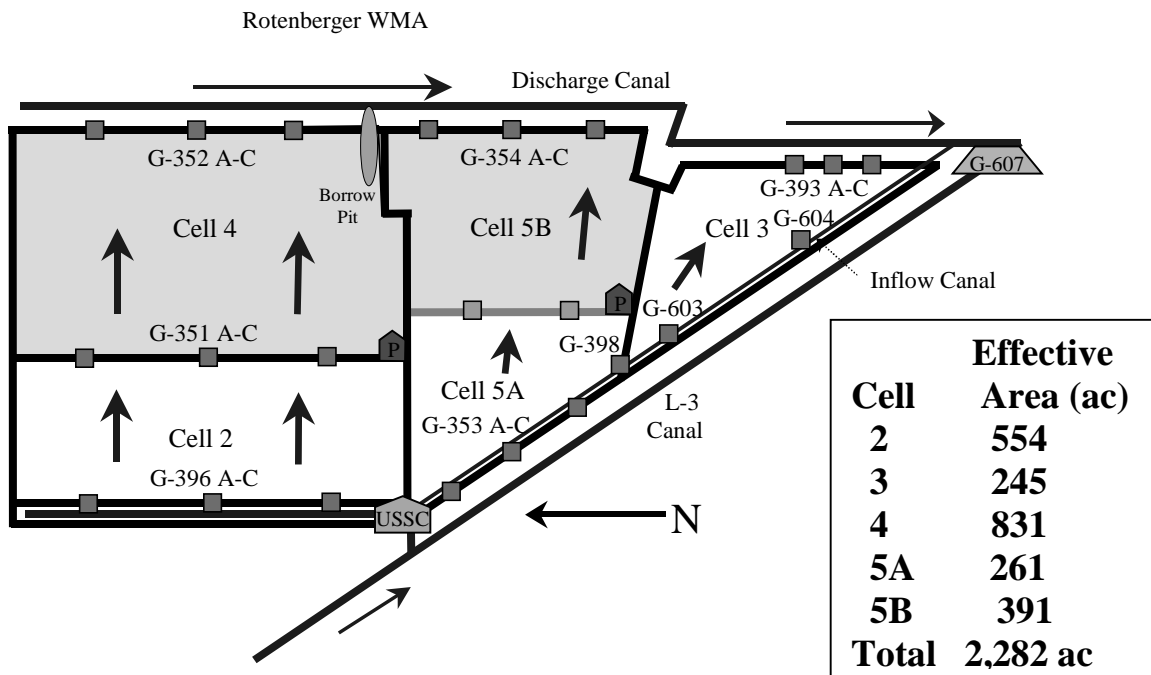 Rotenberger WMA
Discharge Canal
G-352 A-C
G-354 A-C
G-607
Borrow
Pit
G-393 A-C
Cell 4
Cell 5B
Cell 3
G-604
Inflow Canal
G-351 A-C
P
P
G-603
G-398
Cell 5A
L-3
Canal
Cell 2
G-353 A-C
G-396 A-C
USSC
N
Effective
Cell Area (ac)
2 554
3 245
4 831
5A 261
5B 391
Total 2,282 ac